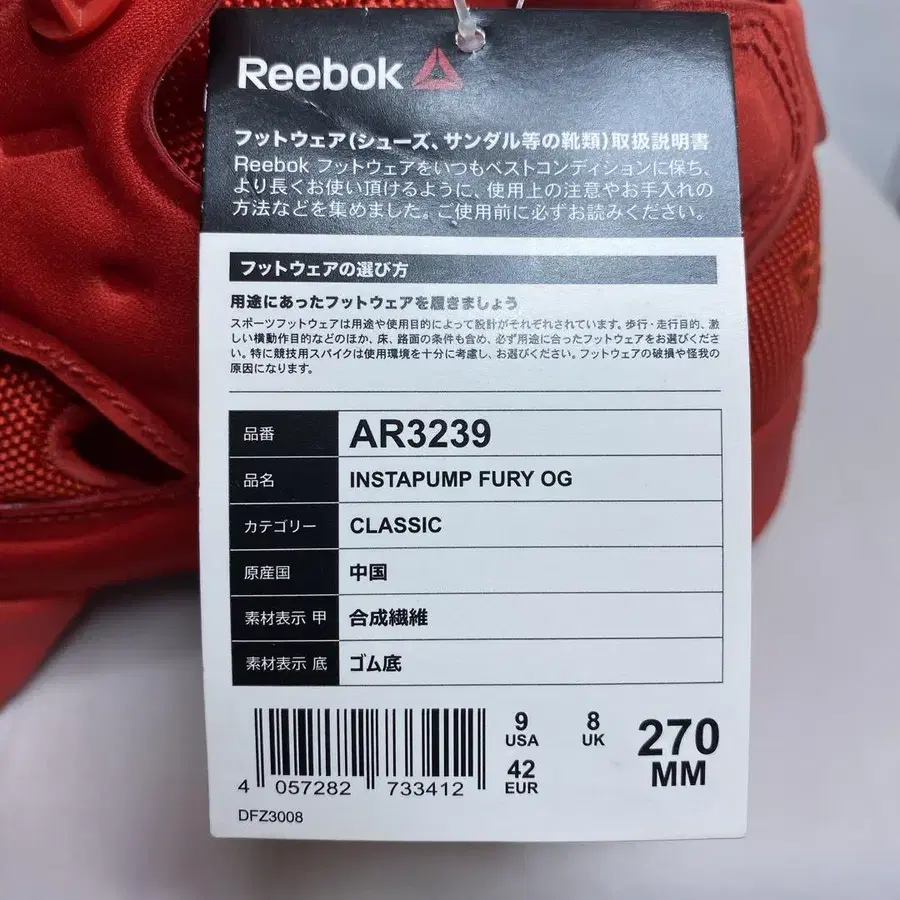 Reebok
フットウェア(シューズ、サンダル等の靴類)取扱説明書
Reebok フットウェアをいつもベストコンディションに保ち、
より長くお使い頂けるように、使用上の注意やお手入れの
方法などを集めました。ご使用前に必ずお読みください。
フットウェアの選び方
用途にあったフットウェアを履きましょう
スポーツフットウェアは用途や使用目的によって設計がそれぞれされています。歩行・走行目的、激
しい横動作目的などのほか、床、路面の条件も含め、必ず用途に合ったフットウェアをお選びくださ
い。特に競技用スパイクは使用環境を十分に考慮し、お選びください。フットウェアの破損や怪我の
原因になります。
品番 AR3239
品名 INSTAPUMP FURY OG
カテゴリー CLASSIC
原産国 中国
素材表示 甲 合成繊維
素材表示 底 ゴム底
9 USA 8 UK 270 MM
42 EUR
4 057282 733412
DFZ3008